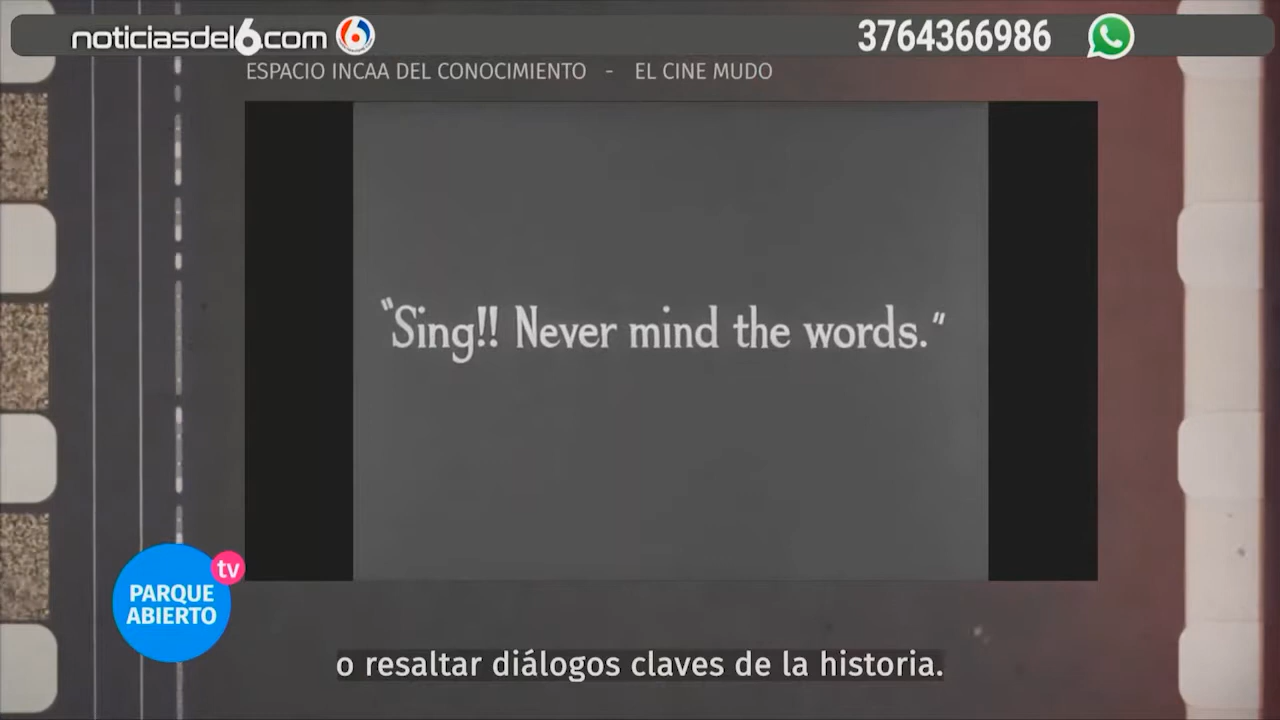 noticiasdel6.com
3764366986
ESPACIO INCAA DEL CONOCIMIENTO - EL CINE MUDO
"Sing!! Never mind the words."
tv
PARQUE
ABIERTO
o resaltar diálogos claves de la historia.